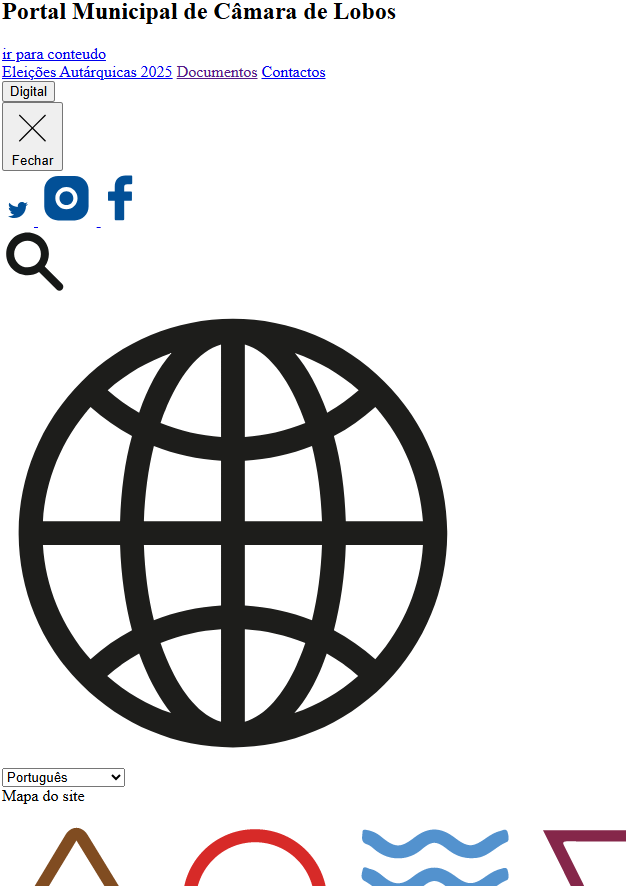 Portal Municipal de Câmara de Lobos
ir para conteudo
Eleições Autárquicas 2025 Documentos Contactos
Digital
Fechar
Português
Mapa do site